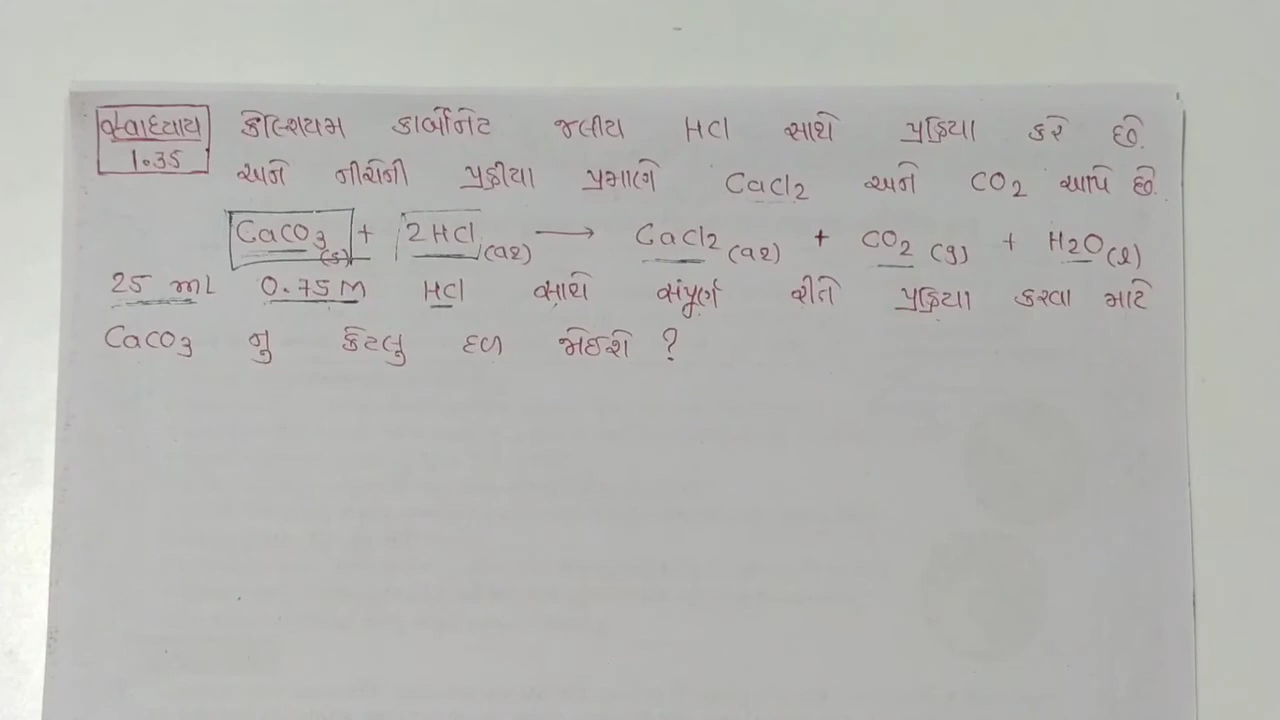 સ્વાધ્યાય કેલ્શિયમ કાર્બોનેટ જલીય HCl સાથે પ્રક્રિયા કરે છે.
1.35 અને નીચેની પ્રક્રીયા પ્રમાણે CaCl2 અને CO2 આપે છે.
CaCO3(s) + 2HCl(aq) → CaCl2(aq) + CO2(g) + H2O(l)
25 mL 0.75M HCl સાથે સંપૂર્ણ રીતે પ્રક્રિયા કરવા માટે
CaCO3 નુ કેટલુ દળ જોઈશે ?